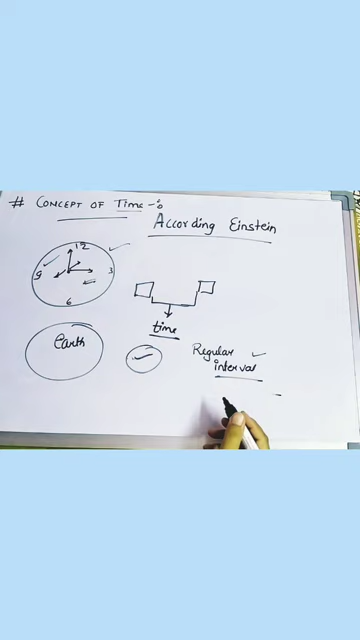 # CONCEPT OF TIME -:
ACCORDING EINSTEIN
12
9 3
6
time
Earth
Regular
interval